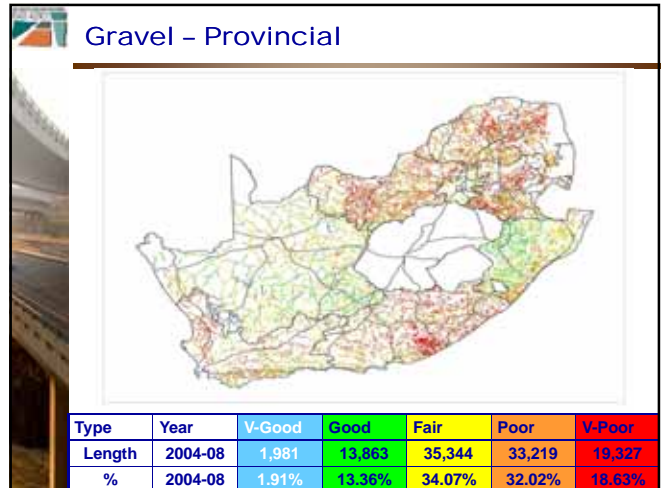 Gravel – Provincial
Type Year V-Good Good Fair Poor V-Poor
Length 2004-08 1,981 13,863 35,344 33,219 19,327
% 2004-08 1.91% 13.36% 34.07% 32.02% 18.63%